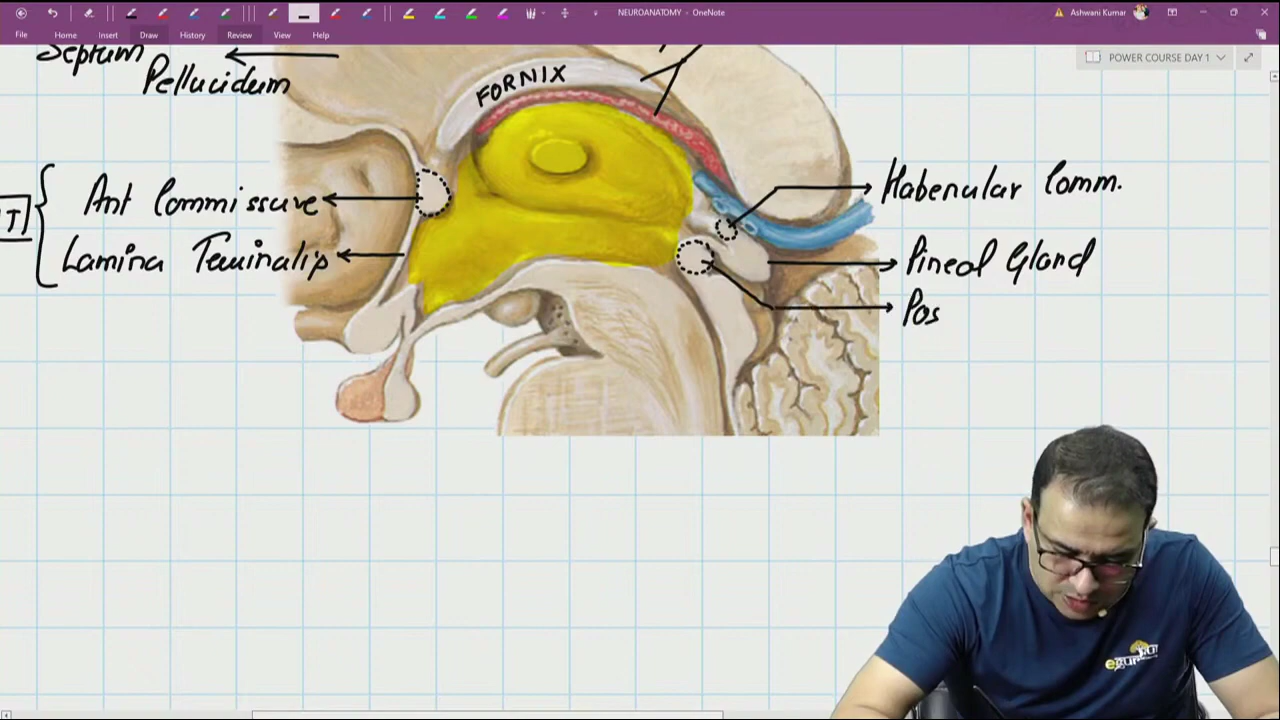 NEUROANATOMY - OneNote
Ashwani Kumar
File Home Insert Draw History Review View Help
POWER COURSE DAY 1
Septum
Pellucidum
FORNIX
Ant Commissure
Lamina Terminalis
Habenular Comm.
Pineal Gland
Pos